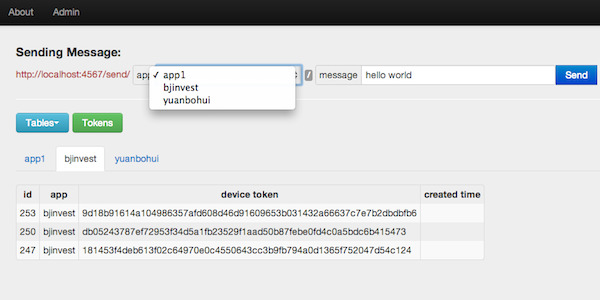 About Admin
Sending Message:
http://localhost:4567/send/ app ✓ app1 / message hello world Send
bjinvest
yuanbohui
Tables Tokens
app1 bjinvest yuanbohui
id app device token created time
253 bjinvest 9d18b91614a104986357afd608d46d91609653b031432a66637c7e7b2dbdbfb6
250 bjinvest db05243787ef72953f34d5a1fb23529f1aad50b87febe0fd4c0a5bdc6b415473
247 bjinvest 181453f4deb613f02c64970e0c4550643cc3b9fb794a0d1365f752047d54c124